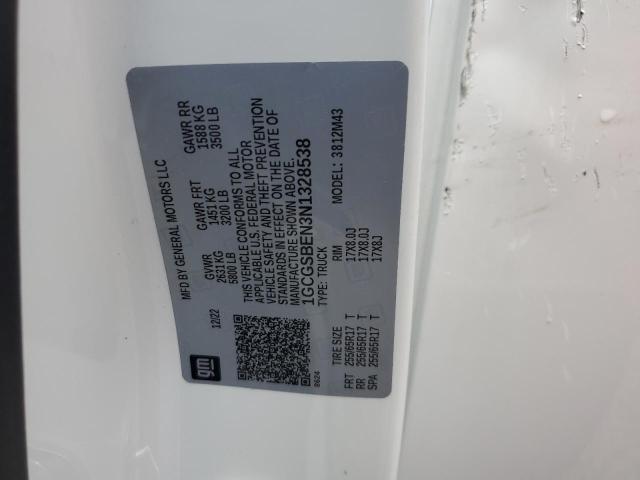 MFD BY GENERAL MOTORS LLC
12/22
GVWR GAWR FRT GAWR RR
2631 KG 1451 KG 1588 KG
5800 LB 3200 LB 3500 LB
THIS VEHICLE CONFORMS TO ALL
APPLICABLE U.S. FEDERAL MOTOR
VEHICLE SAFETY AND THEFT PREVENTION
STANDARDS IN EFFECT ON THE DATE OF
MANUFACTURE SHOWN ABOVE.
1GCGSBEN3N1328538
TYPE: TRUCK MODEL: 3812M43
gm
8624
TIRE SIZE RIM
FRT 255/65R17 T 17X8.0J
RR 255/65R17 T 17X8.0J
SPA 255/65R17 T 17X8J